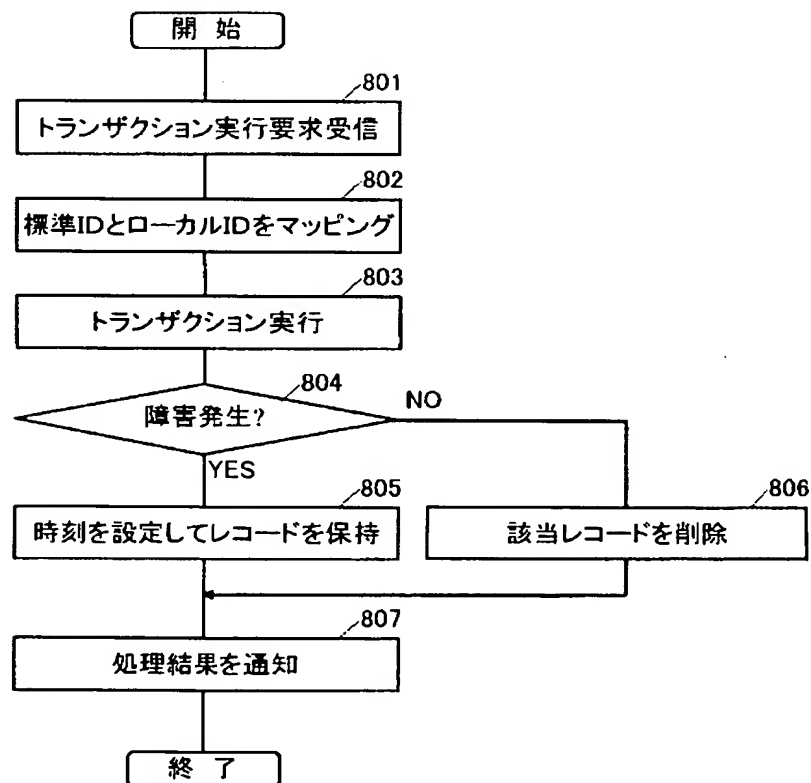 開 始
801
トランザクション実行要求受信
802
標準IDとローカルIDをマッピング
803
トランザクション実行
804
障害発生?
NO
YES
805
時刻を設定してレコードを保持
806
該当レコードを削除
807
処理結果を通知
終 了